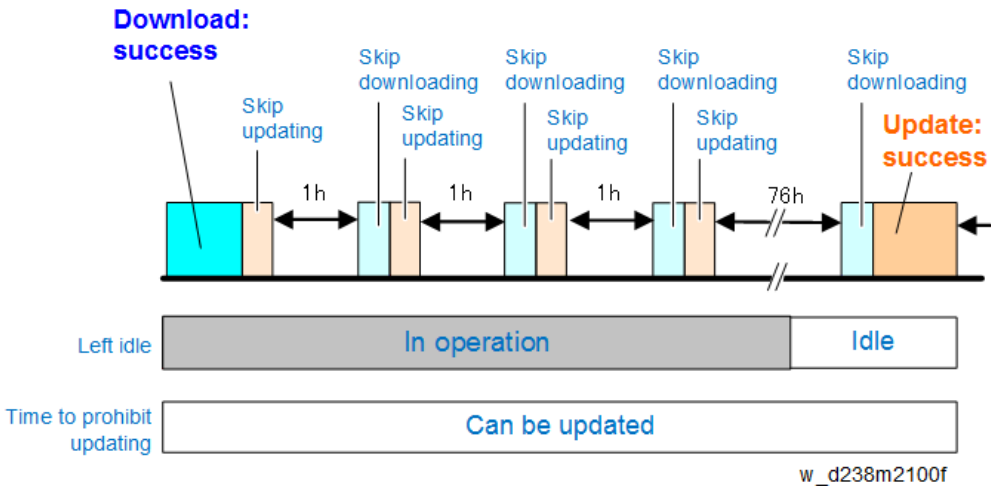 Download:
success
Skip
updating
Skip
downloading
Skip
updating
Skip
downloading
Skip
updating
Skip
downloading
Skip
updating
Skip
downloading
Update:
success
1h
1h
1h
76h
Left idle
In operation
Idle
Time to prohibit
updating
Can be updated
w_d238m2100f